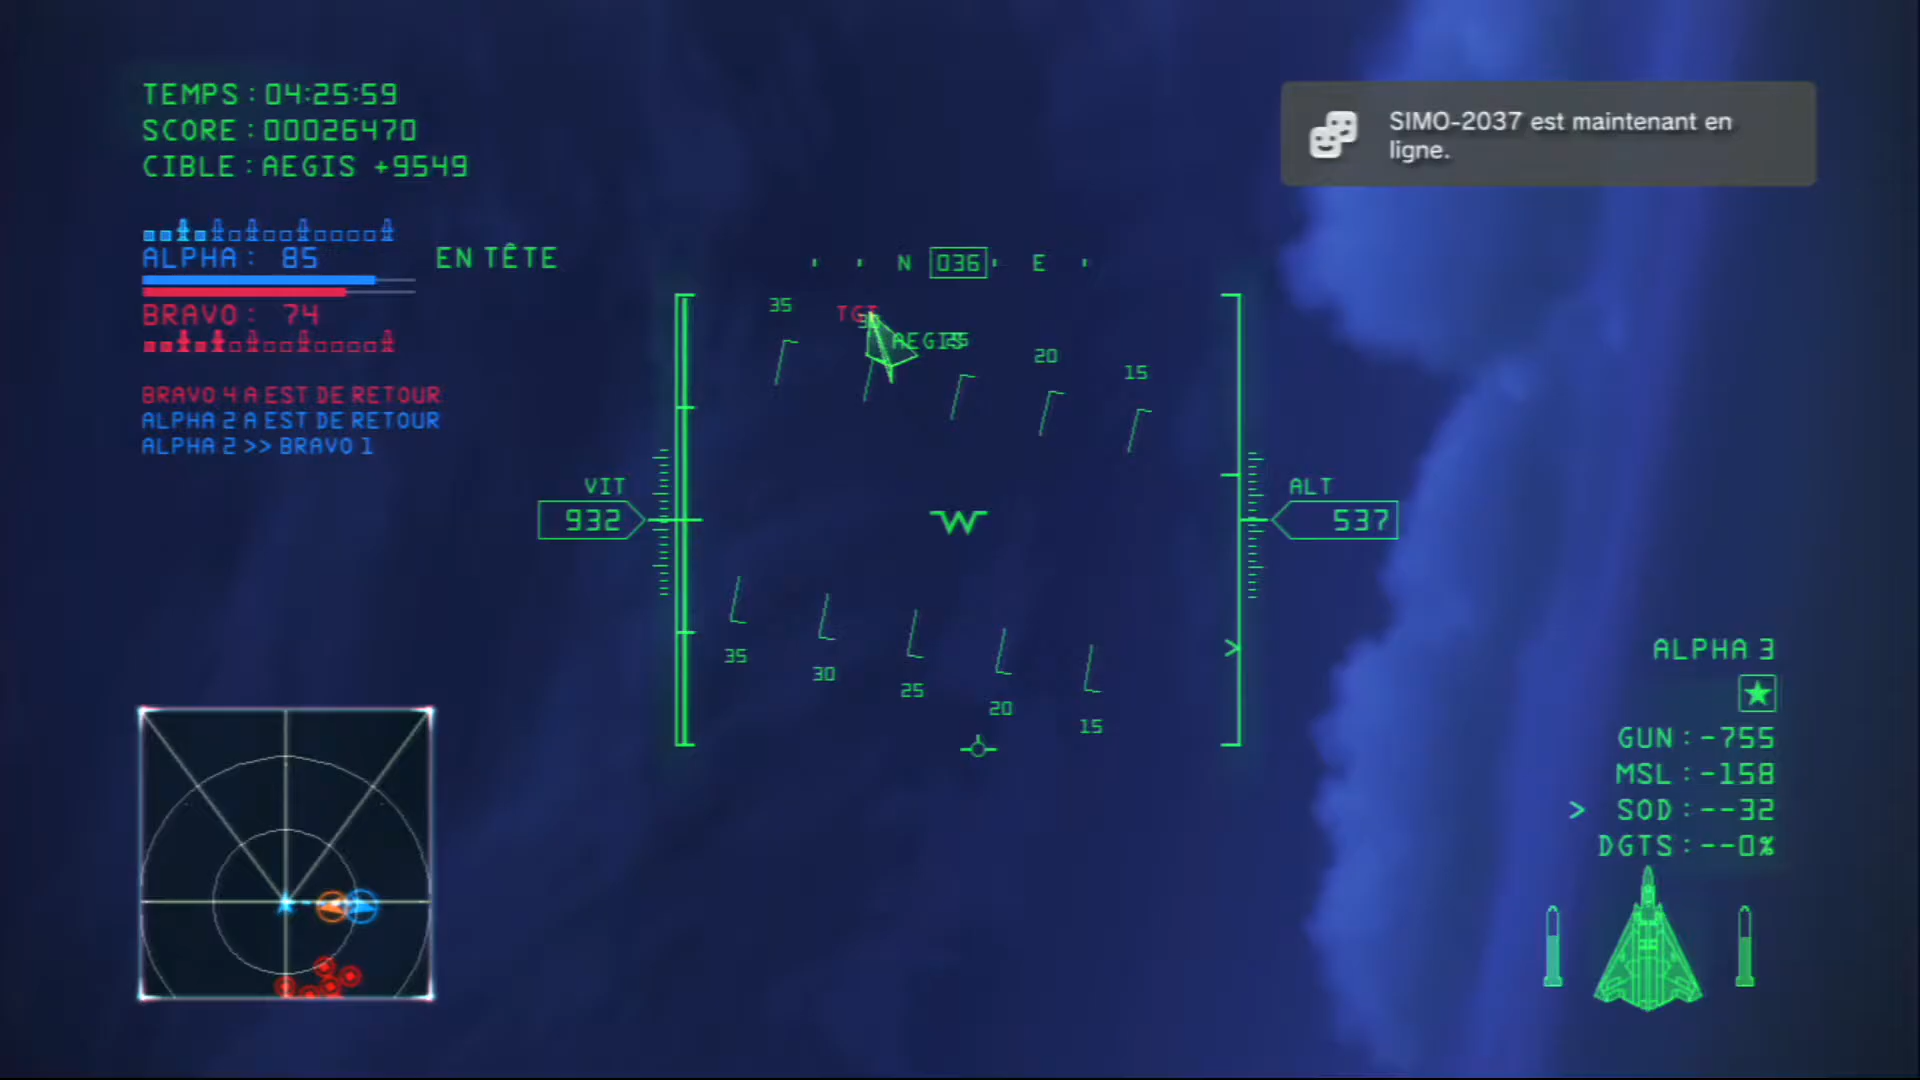 TEMPS : 04:25:59
SCORE : 00026470
CIBLE : AEGIS +9549
SIMO-2037 est maintenant en
ligne.
ALPHA : 85
EN TÊTE
BRAVO : 74
BRAVO 4 A EST DE RETOUR
ALPHA 2 A EST DE RETOUR
ALPHA 2 >> BRAVO 1
N 036 E
35 TGT
AEGIS
20 15
VIT
932
ALT
537
35 30 25 20 15
ALPHA 3
GUN : -755
MSL : -158
> SOD : --32
DGTS : --0%